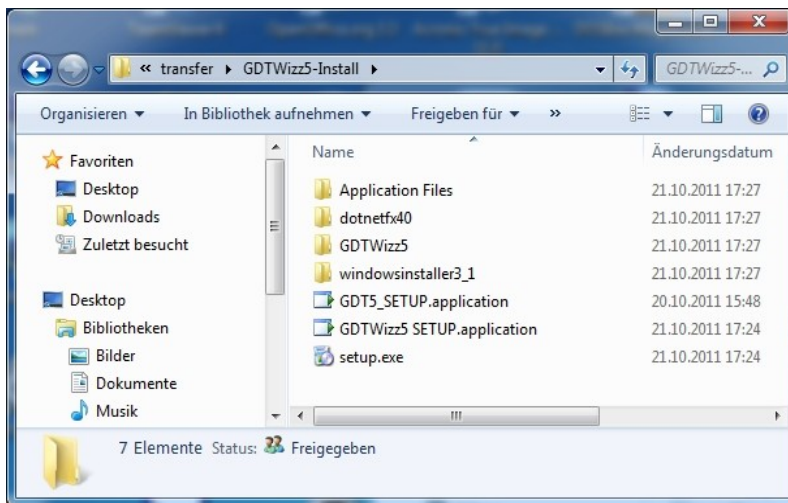 « transfer ▸ GDTWizz5-Install ▸ GDTWizz5-...
Organisieren ▾ In Bibliothek aufnehmen ▾ Freigeben für ▾ »
Favoriten
Desktop
Downloads
Zuletzt besucht
Desktop
Bibliotheken
Bilder
Dokumente
Musik
Name Änderungsdatum
Application Files 21.10.2011 17:27
dotnetfx40 21.10.2011 17:27
GDTWizz5 21.10.2011 17:27
windowsinstaller3_1 21.10.2011 17:27
GDT5_SETUP.application 20.10.2011 15:48
GDTWizz5 SETUP.application 21.10.2011 17:24
setup.exe 21.10.2011 17:24
7 Elemente Status: Freigegeben